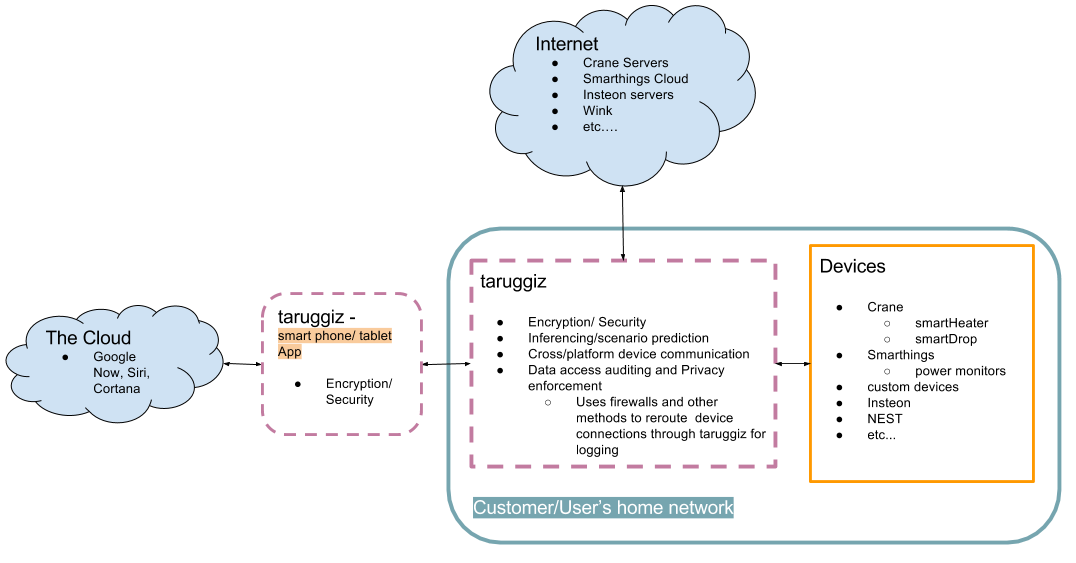 Internet
● Crane Servers
● Smarthings Cloud
● Insteon servers
● Wink
● etc….
The Cloud
● Google
Now, Siri,
Cortana
taruggiz -
smart phone/ tablet
App
● Encryption/
Security
taruggiz
● Encryption/ Security
● Inferencing/scenario prediction
● Cross/platform device communication
● Data access auditing and Privacy
enforcement
○ Uses firewalls and other
methods to reroute device
connections through taruggiz for
logging
Devices
● Crane
○ smartHeater
○ smartDrop
● Smarthings
○ power monitors
● custom devices
● Insteon
● NEST
● etc...
Customer/User's home network